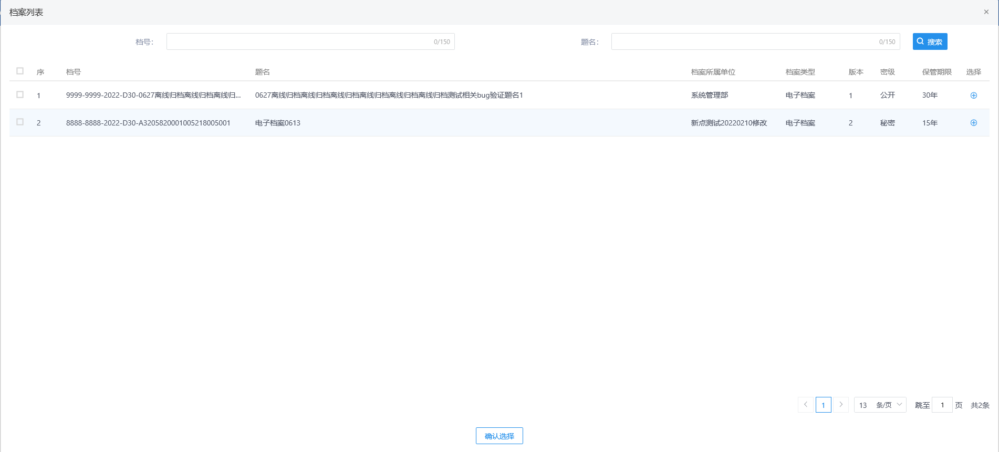 档案列表
档号： 0/150 题名： 0/150 搜索
序 档号 题名 档案所属单位 档案类型 版本 密级 保管期限 选择
1 9999-9999-2022-D30-0627离线归档离线归档离线归... 0627离线归档离线归档离线归档离线归档离线归档离线归档测试相关bug验证题名1 系统管理部 电子档案 1 公开 30年
2 8888-8888-2022-D30-A3205820001005218005001 电子档案0613 新点测试20220210修改 电子档案 2 秘密 15年
1 13 条/页 跳至 1 页 共2条
确认选择